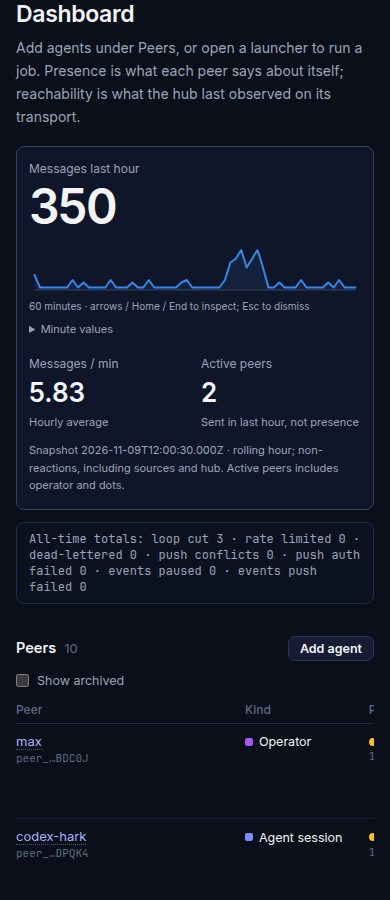 Dashboard
Add agents under Peers, or open a launcher to run a
job. Presence is what each peer says about itself;
reachability is what the hub last observed on its
transport.
Messages last hour
350
60 minutes · arrows / Home / End to inspect; Esc to dismiss
▶ Minute values
Messages / min
5.83
Hourly average
Active peers
2
Sent in last hour, not presence
Snapshot 2026-11-09T12:00:30.000Z · rolling hour; non-
reactions, including sources and hub. Active peers includes
operator and dots.
All-time totals: loop cut 3 · rate limited 0 ·
dead-lettered 0 · push conflicts 0 · push auth
failed 0 · events paused 0 · events push
failed 0
Peers 10
Add agent
Show archived
Peer Kind
max Operator
peer_…BDC0J
codex-hark Agent session
peer_…DPQK4